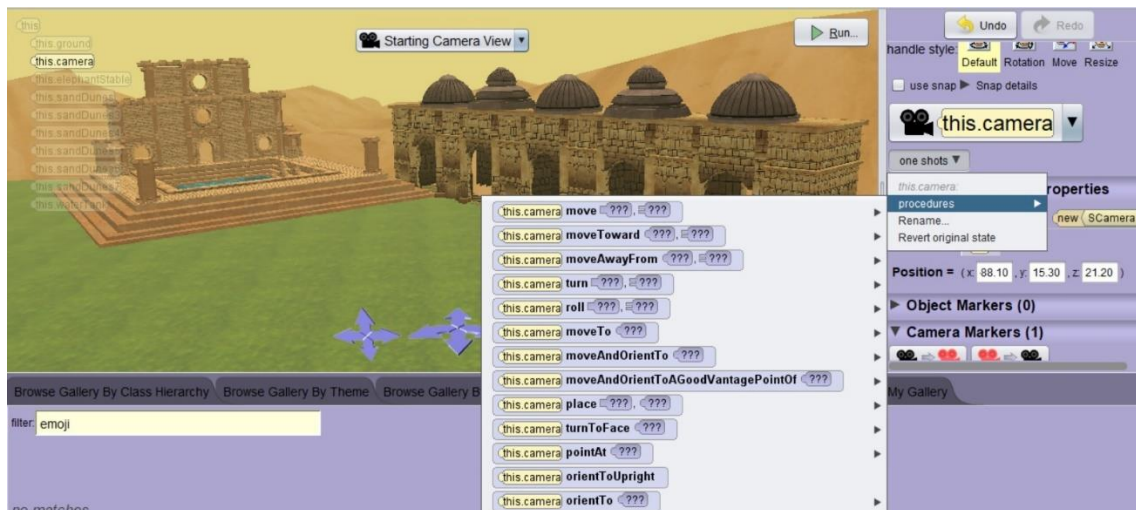 this
this.ground
this.camera
this.elephantStable
this.sandDunes
this.sandDunes
this.sandDunes
this.sandDunes
this.sandDunes
this.waterTank
Starting Camera View
Run...
Undo
Redo
handle style:
Default Rotation Move Resize
use snap Snap details
this.camera
one shots
this.camera:
procedures
Rename...
Revert original state
roperties
new SCamera
Position = (x: 88.10 , y: 15.30 , z: 21.20 )
Object Markers (0)
Camera Markers (1)
this.camera move ???, ???
this.camera moveToward ???, ???
this.camera moveAwayFrom ???, ???
this.camera turn ???, ???
this.camera roll ???, ???
this.camera moveTo ???
this.camera moveAndOrientTo ???
this.camera moveAndOrientToAGoodVantagePointOf ???
this.camera place ???, ???
this.camera turnToFace ???
this.camera pointAt ???
this.camera orientToUpright
this.camera orientTo ???
Browse Gallery By Class Hierarchy
Browse Gallery By Theme
Browse Gallery B
My Gallery
filter: emoji
no matches